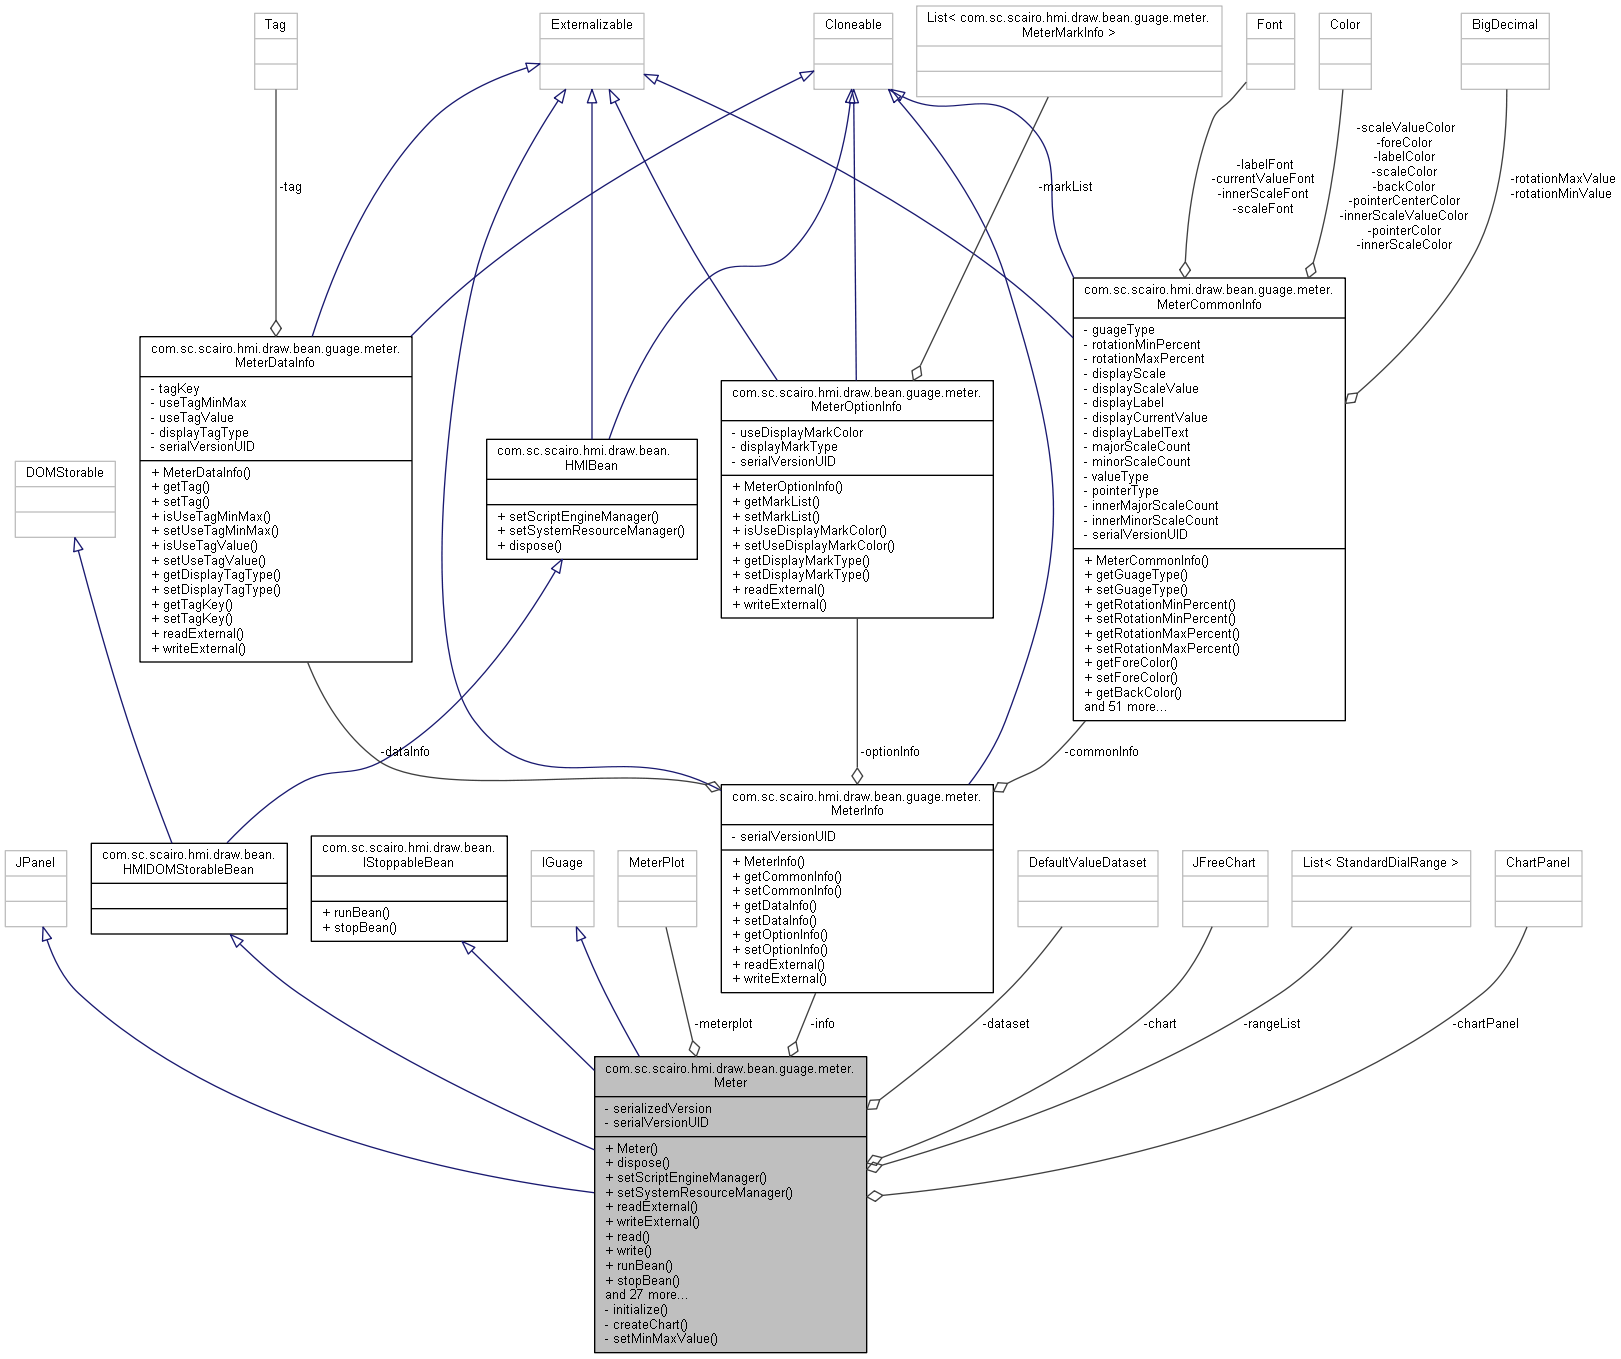 Tag
Externalizable
Cloneable
List< com.sc.scairo.hmi.draw.bean.guage.meter.
MeterMarkInfo >
Font
Color
BigDecimal
-tag
-markList
-labelFont
-currentValueFont
-innerScaleFont
-scaleFont
-scaleValueColor
-foreColor
-labelColor
-scaleColor
-backColor
-pointerCenterColor
-innerScaleValueColor
-pointerColor
-innerScaleColor
-rotationMaxValue
-rotationMinValue
com.sc.scairo.hmi.draw.bean.guage.meter.
MeterDataInfo
- tagKey
- useTagMinMax
- useTagValue
- displayTagType
- serialVersionUID
+ MeterDataInfo()
+ getTag()
+ setTag()
+ isUseTagMinMax()
+ setUseTagMinMax()
+ isUseTagValue()
+ setUseTagValue()
+ getDisplayTagType()
+ setDisplayTagType()
+ getTagKey()
+ setTagKey()
+ readExternal()
+ writeExternal()
com.sc.scairo.hmi.draw.bean.
HMIBean
+ setScriptEngineManager()
+ setSystemResourceManager()
+ dispose()
com.sc.scairo.hmi.draw.bean.guage.meter.
MeterOptionInfo
- useDisplayMarkColor
- displayMarkType
- serialVersionUID
+ MeterOptionInfo()
+ getMarkList()
+ setMarkList()
+ isUseDisplayMarkColor()
+ setUseDisplayMarkColor()
+ getDisplayMarkType()
+ setDisplayMarkType()
+ readExternal()
+ writeExternal()
com.sc.scairo.hmi.draw.bean.guage.meter.
MeterCommonInfo
- guageType
- rotationMinPercent
- rotationMaxPercent
- displayScale
- displayScaleValue
- displayLabel
- displayCurrentValue
- displayLabelText
- majorScaleCount
- minorScaleCount
- valueType
- pointerType
- innerMajorScaleCount
- innerMinorScaleCount
- serialVersionUID
+ MeterCommonInfo()
+ getGuageType()
+ setGuageType()
+ getRotationMinPercent()
+ setRotationMinPercent()
+ getRotationMaxPercent()
+ setRotationMaxPercent()
+ getForeColor()
+ setForeColor()
+ getBackColor()
and 51 more...
DOMStorable
-dataInfo
-optionInfo
-commonInfo
JPanel
com.sc.scairo.hmi.draw.bean.
HMIDOMStorableBean
com.sc.scairo.hmi.draw.bean.
IStoppableBean
+ runBean()
+ stopBean()
IGuage
MeterPlot
com.sc.scairo.hmi.draw.bean.guage.meter.
MeterInfo
- serialVersionUID
+ MeterInfo()
+ getCommonInfo()
+ setCommonInfo()
+ getDataInfo()
+ setDataInfo()
+ getOptionInfo()
+ setOptionInfo()
+ readExternal()
+ writeExternal()
DefaultValueDataset
JFreeChart
List< StandardDialRange >
ChartPanel
-meterplot
-info
-dataset
-chart
-rangeList
-chartPanel
com.sc.scairo.hmi.draw.bean.guage.meter.
Meter
- serializedVersion
- serialVersionUID
+ Meter()
+ dispose()
+ setScriptEngineManager()
+ setSystemResourceManager()
+ readExternal()
+ writeExternal()
+ read()
+ write()
+ runBean()
+ stopBean()
and 27 more...
- initialize()
- createChart()
- setMinMaxValue()